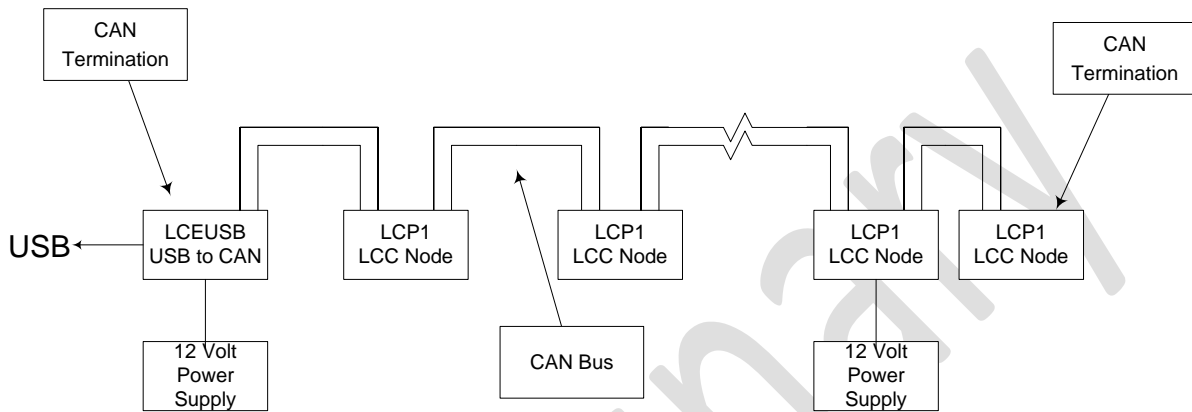 CAN
Termination
CAN
Termination
USB
LCEUSB
USB to CAN
LCP1
LCC Node
LCP1
LCC Node
LCP1
LCC Node
LCP1
LCC Node
12 Volt
Power
Supply
CAN Bus
12 Volt
Power
Supply
inary